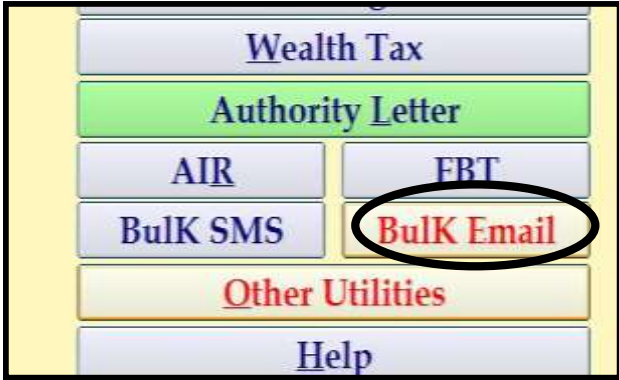 Wealth Tax
Authority Letter
AIR FBT
BulK SMS BulK Email
Other Utilities
Help